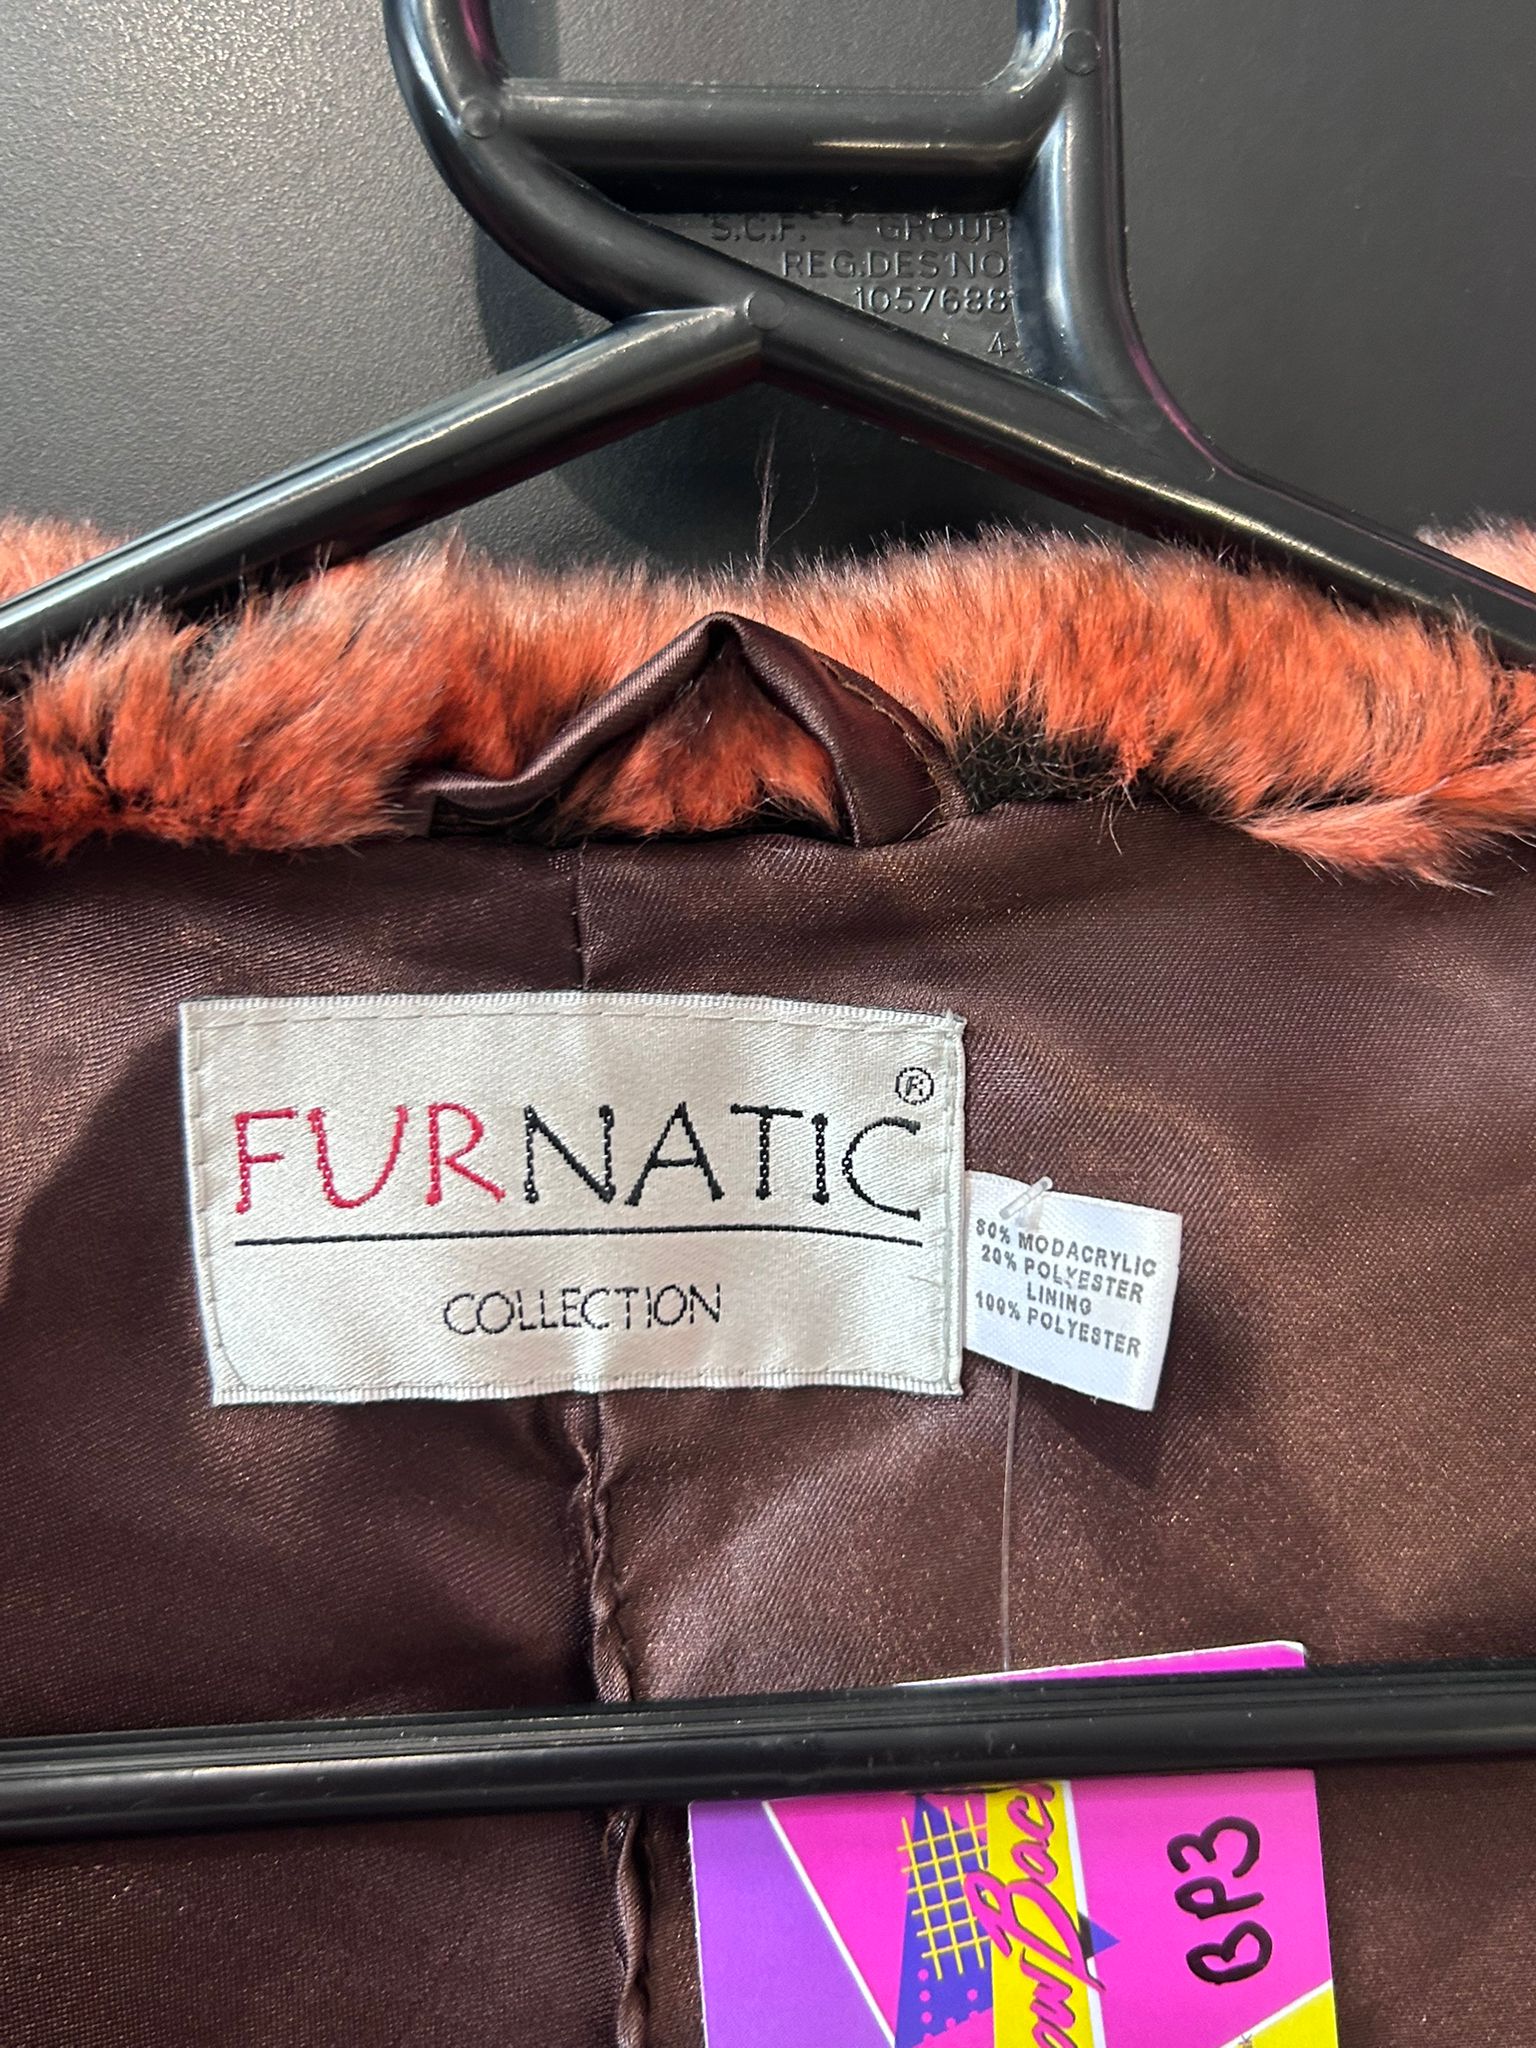 S.C.F. GROUP
REG:DES'NO
1057688
4
FURNATIC®
COLLECTION
80% MODACRYLIC
20% POLYESTER
LINING
100% POLYESTER
BP3